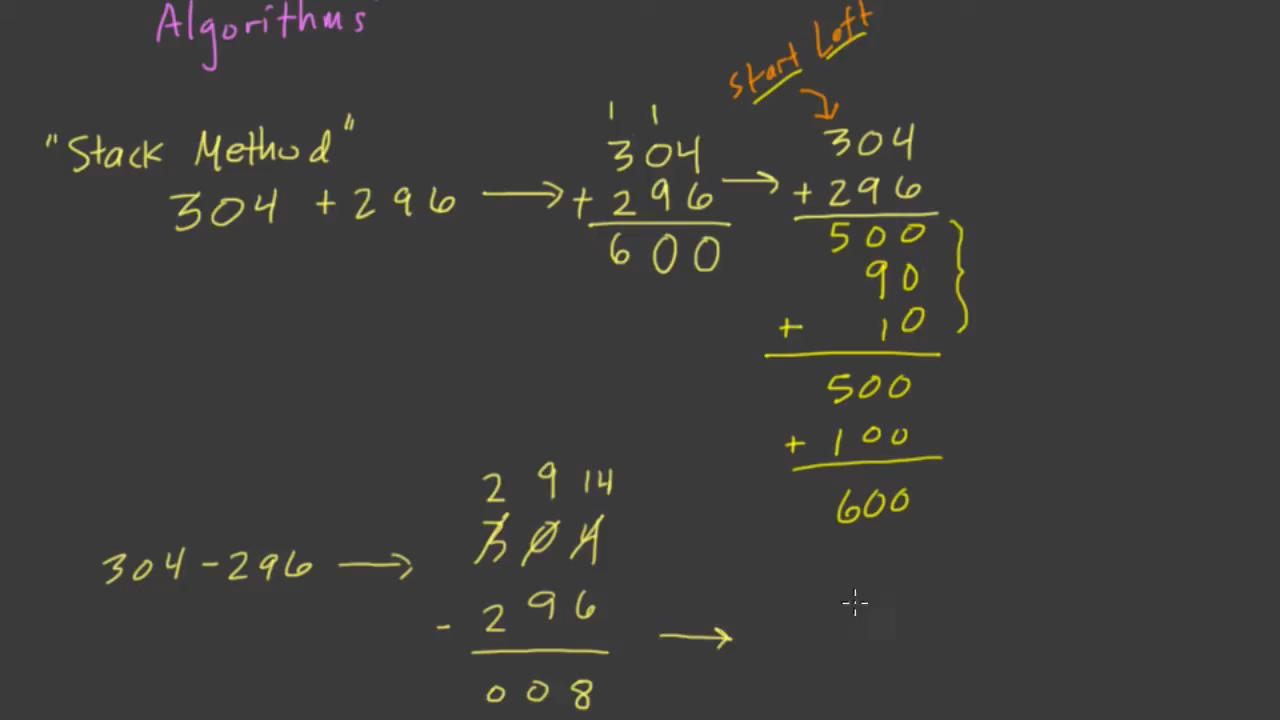 Algorithms
start Left
"Stack Method"
304 + 296 →
1 1
304
+ 296
600
→
304
+ 296
500
90
+ 10
500
+ 100
600
304 - 296 →
2 9 14
304
- 296
008
→